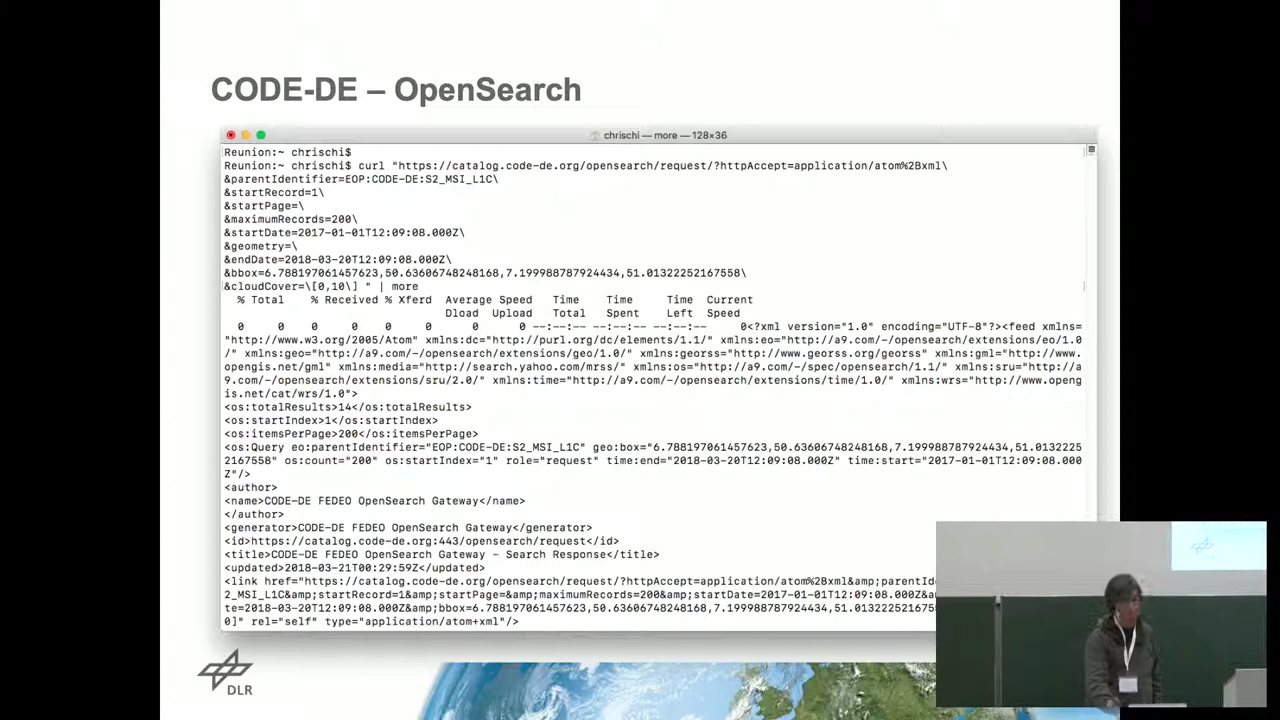 CODE-DE – OpenSearch
chrischi — more — 128×36
Reunion:~ chrischi$
Reunion:~ chrischi$ curl "https://catalog.code-de.org/opensearch/request/?httpAccept=application/atom%2Bxml\
&parentIdentifier=EOP:CODE-DE:S2_MSI_L1C\
&startRecord=1\
&startPage=\
&maximumRecords=200\
&startDate=2017-01-01T12:09:08.000Z\
&geometry=\
&endDate=2018-03-20T12:09:08.000Z\
&bbox=6.788197061457623,50.63606748248168,7.199988787924434,51.01322252167558\
&cloudCover=\[0,10\] " | more
% Total % Received % Xferd Average Speed Time Time Time Current
Dload Upload Total Spent Left Speed
0 0 0 0 0 0 0 0 --:--:-- --:--:-- --:--:-- 0<?xml version="1.0" encoding="UTF-8"?><feed xmlns=
"http://www.w3.org/2005/Atom" xmlns:dc="http://purl.org/dc/elements/1.1/" xmlns:eo="http://a9.com/-/opensearch/extensions/eo/1.0
/" xmlns:geo="http://a9.com/-/opensearch/extensions/geo/1.0/" xmlns:georss="http://www.georss.org/georss" xmlns:gml="http://www.
opengis.net/gml" xmlns:media="http://search.yahoo.com/mrss/" xmlns:os="http://a9.com/-/spec/opensearch/1.1/" xmlns:sru="http://a
9.com/-/opensearch/extensions/sru/2.0/" xmlns:time="http://a9.com/-/opensearch/extensions/time/1.0/" xmlns:wrs="http://www.openg
is.net/cat/wrs/1.0">
<os:totalResults>14</os:totalResults>
<os:startIndex>1</os:startIndex>
<os:itemsPerPage>200</os:itemsPerPage>
<os:Query eo:parentIdentifier="EOP:CODE-DE:S2_MSI_L1C" geo:box="6.788197061457623,50.63606748248168,7.199988787924434,51.0132225
2167558" os:count="200" os:startIndex="1" role="request" time:end="2018-03-20T12:09:08.000Z" time:start="2017-01-01T12:09:08.000
Z"/>
<author>
<name>CODE-DE FEDEO OpenSearch Gateway</name>
</author>
<generator>CODE-DE FEDEO OpenSearch Gateway</generator>
<id>https://catalog.code-de.org:443/opensearch/request</id>
<title>CODE-DE FEDEO OpenSearch Gateway - Search Response</title>
<updated>2018-03-21T00:29:59Z</updated>
<link href="https://catalog.code-de.org/opensearch/request/?httpAccept=application/atom%2Bxml&amp;parentIde
2_MSI_L1C&amp;startRecord=1&amp;startPage=&amp;maximumRecords=200&amp;startDate=2017-01-01T12:09:08.000Z&am
te=2018-03-20T12:09:08.000Z&amp;bbox=6.788197061457623,50.63606748248168,7.199988787924434,51.0132225216755
0]" rel="self" type="application/atom+xml"/>
DLR